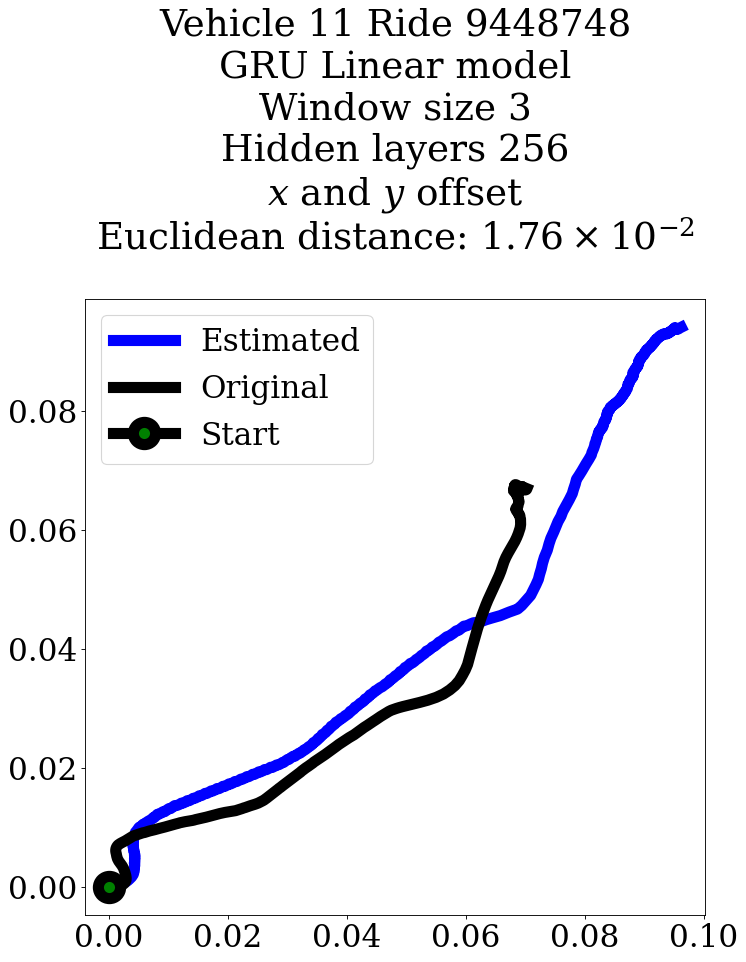 Vehicle 11 Ride 9448748
GRU Linear model
Window size 3
Hidden layers 256
x and y offset
Euclidean distance: 1.76 × 10⁻²
Estimated
Original
Start
0.08
0.06
0.04
0.02
0.00
0.00 0.02 0.04 0.06 0.08 0.10